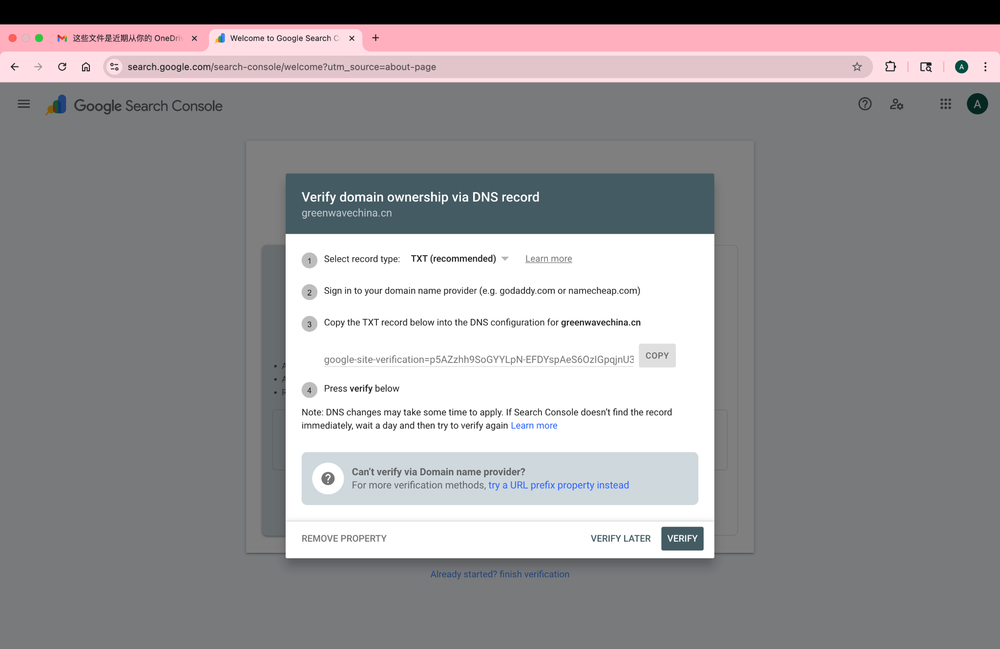 这些文件是近期从你的 OneDriv
Welcome to Google Search C
search.google.com/search-console/welcome?utm_source=about-page
A
Google Search Console
A
Verify domain ownership via DNS record
greenwavechina.cn
1 Select record type: TXT (recommended) Learn more
2 Sign in to your domain name provider (e.g. godaddy.com or namecheap.com)
3 Copy the TXT record below into the DNS configuration for greenwavechina.cn
google-site-verification=p5AZzhh9SoGYYLpN-EFDYspAeS6OzIGpqjnU3 COPY
4 Press verify below
Note: DNS changes may take some time to apply. If Search Console doesn’t find the record
immediately, wait a day and then try to verify again Learn more
Can’t verify via Domain name provider?
For more verification methods, try a URL prefix property instead
REMOVE PROPERTY VERIFY LATER VERIFY
Already started? finish verification